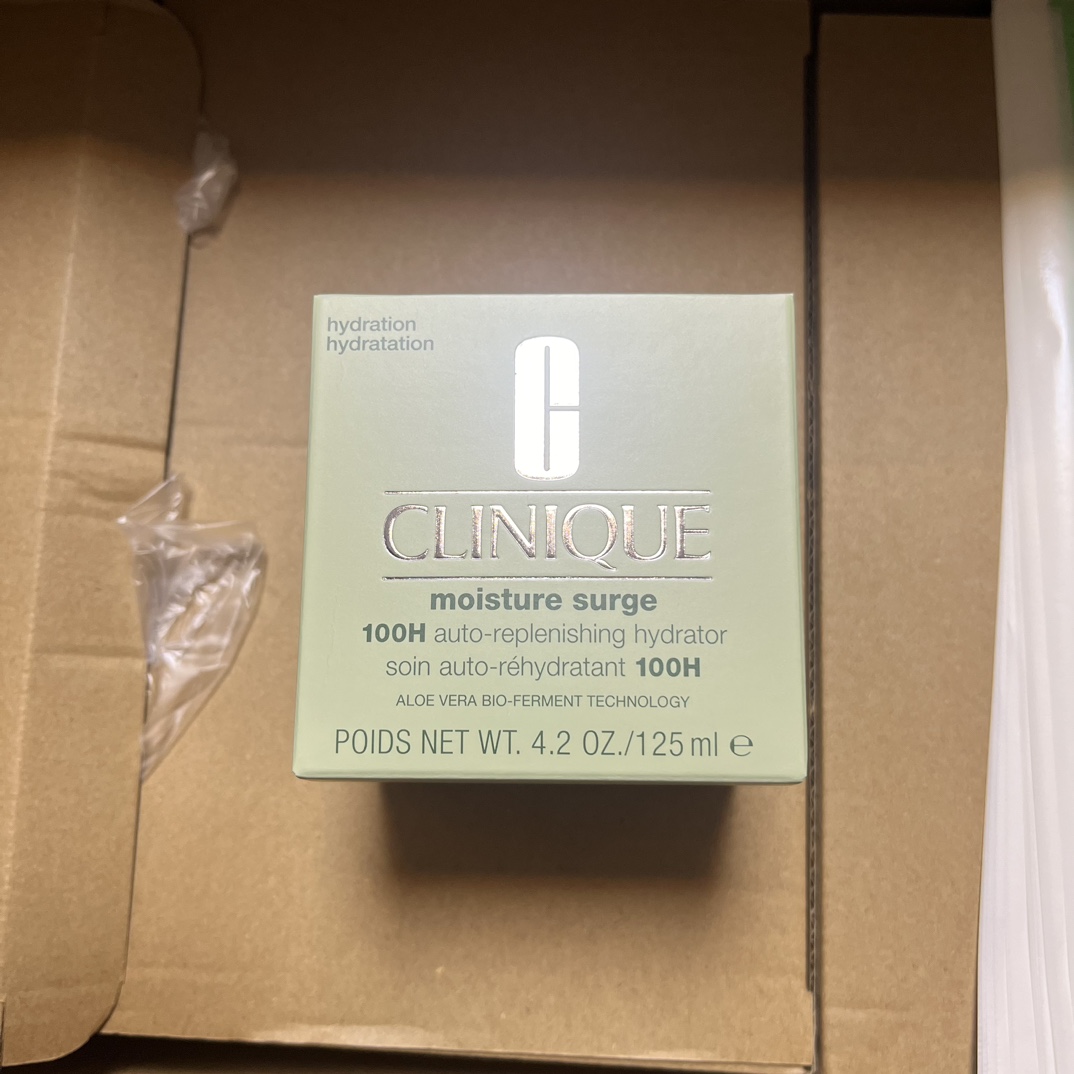 hydration
hydratation
C
CLINIQUE
moisture surge
100H auto-replenishing hydrator
soin auto-réhydratant 100H
ALOE VERA BIO-FERMENT TECHNOLOGY
POIDS NET WT. 4.2 OZ./125 ml ℮